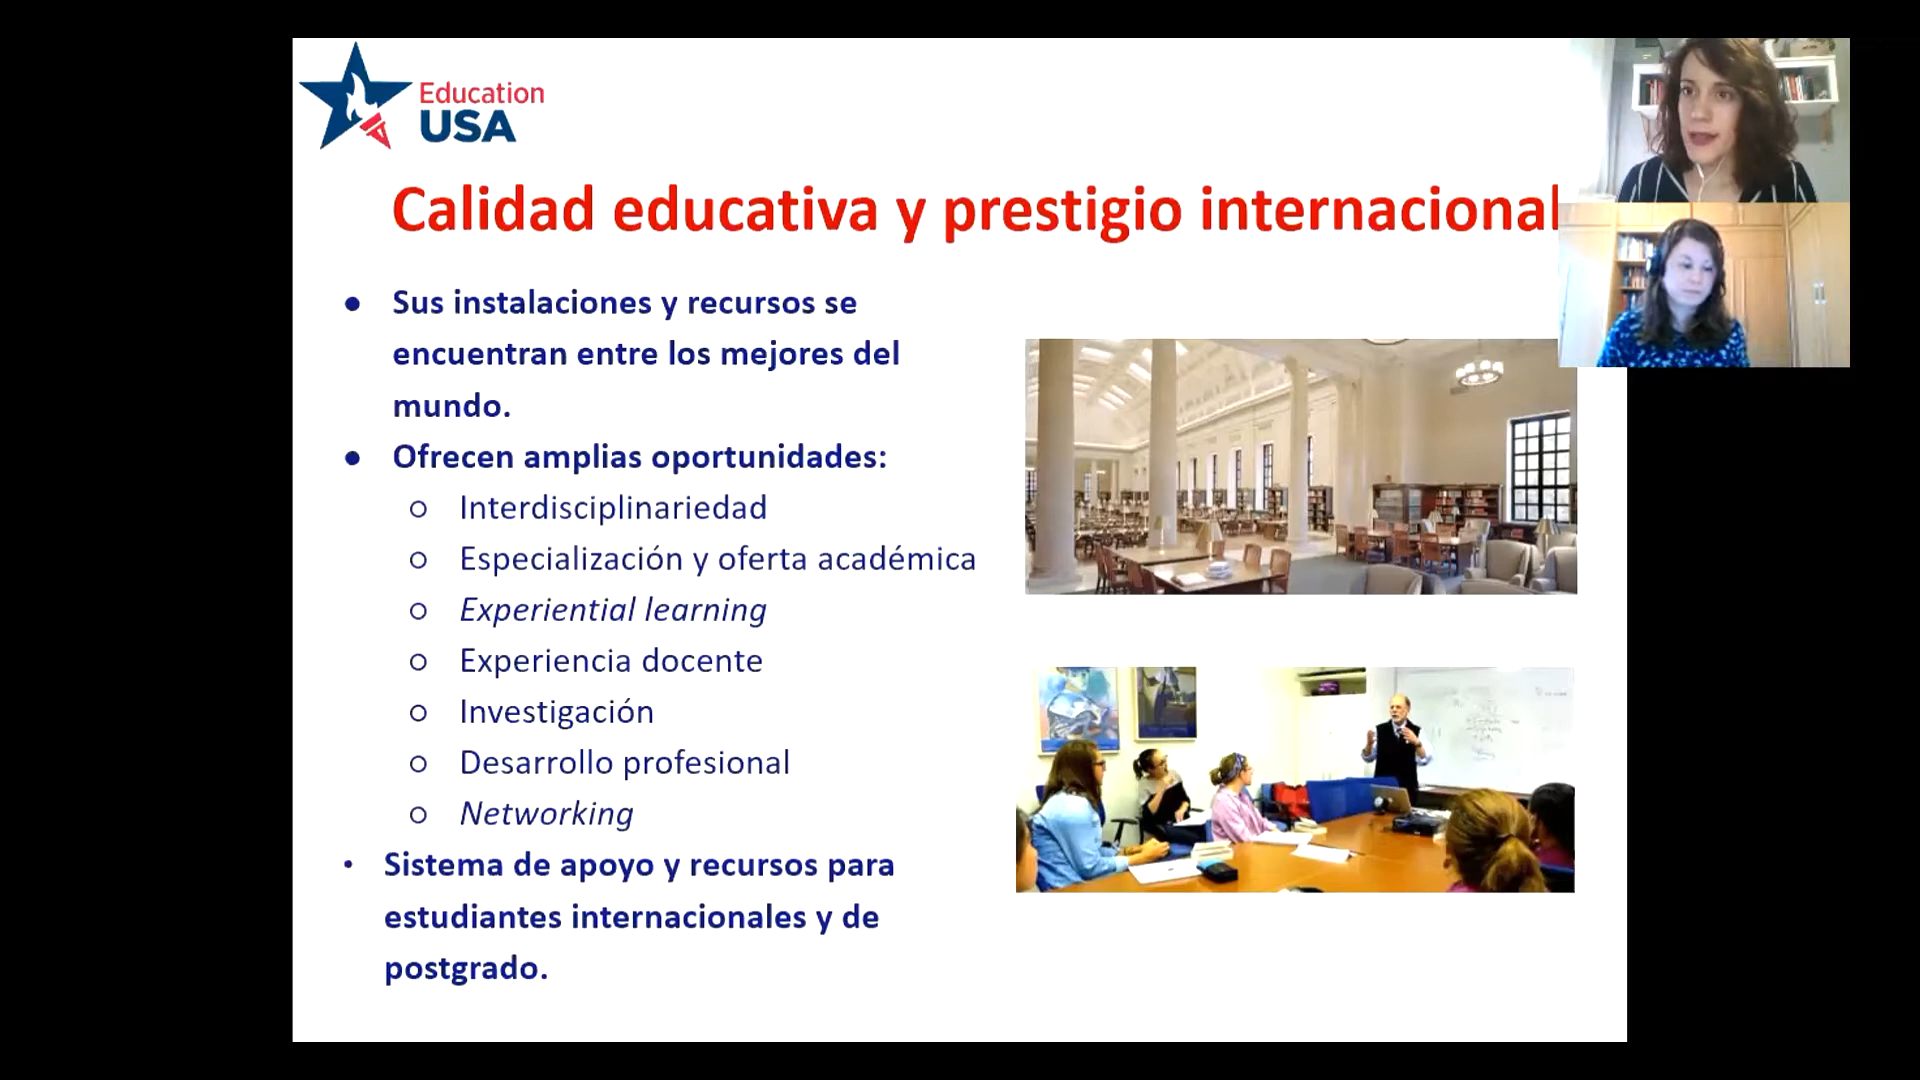 Education
USA
Calidad educativa y prestigio internacional
● Sus instalaciones y recursos se
encuentran entre los mejores del
mundo.
● Ofrecen amplias oportunidades:
○ Interdisciplinariedad
○ Especialización y oferta académica
○ Experiential learning
○ Experiencia docente
○ Investigación
○ Desarrollo profesional
○ Networking
• Sistema de apoyo y recursos para
estudiantes internacionales y de
postgrado.